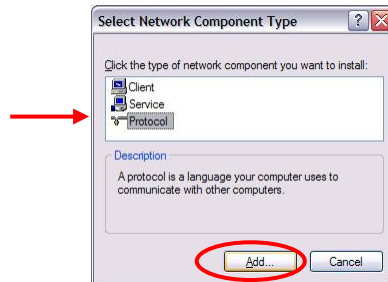 Select Network Component Type
Click the type of network component you want to install:
Client
Service
Protocol
Description
A protocol is a language your computer uses to
communicate with other computers.
Add...
Cancel